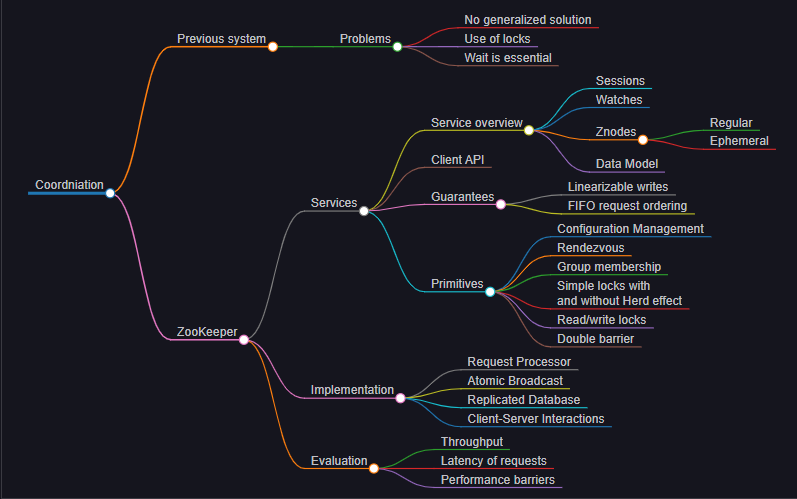 Coordniation
Previous system
Problems
No generalized solution
Use of locks
Wait is essential
ZooKeeper
Services
Service overview
Sessions
Watches
Znodes
Regular
Ephemeral
Data Model
Client API
Guarantees
Linearizable writes
FIFO request ordering
Primitives
Configuration Management
Rendezvous
Group membership
Simple locks with
and without Herd effect
Read/write locks
Double barrier
Implementation
Request Processor
Atomic Broadcast
Replicated Database
Client-Server Interactions
Evaluation
Throughput
Latency of requests
Performance barriers